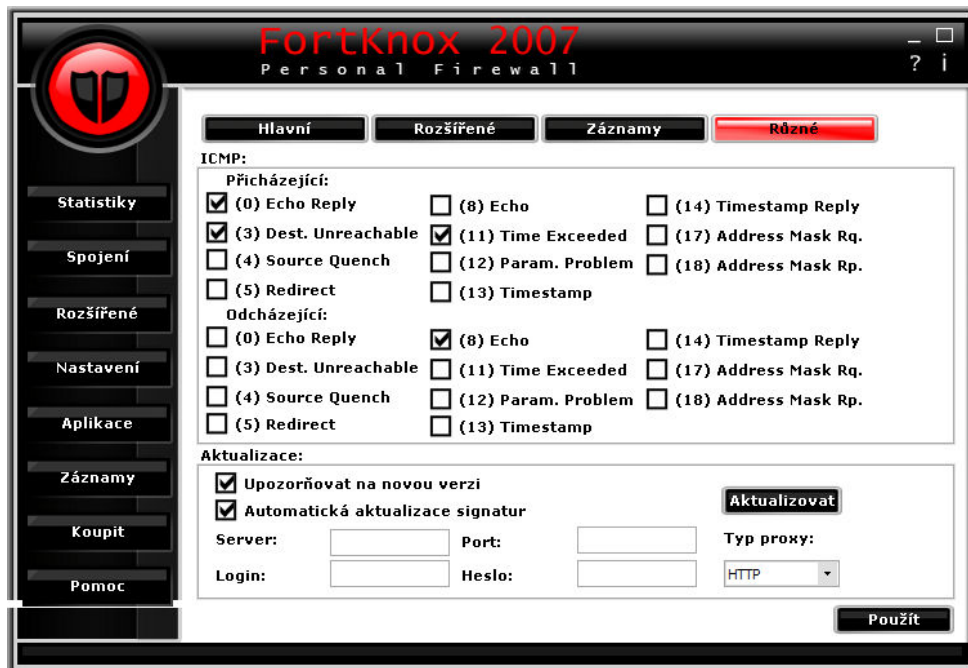 FortKnox 2007
Personal Firewall
? i
Statistiky
Spojení
Rozšířené
Nastavení
Aplikace
Záznamy
Koupit
Pomoc
Hlavní Rozšířené Záznamy Různé
ICMP:
Přicházející:
(0) Echo Reply (8) Echo (14) Timestamp Reply
(3) Dest. Unreachable (11) Time Exceeded (17) Address Mask Rq.
(4) Source Quench (12) Param. Problem (18) Address Mask Rp.
(5) Redirect (13) Timestamp
Odcházející:
(0) Echo Reply (8) Echo (14) Timestamp Reply
(3) Dest. Unreachable (11) Time Exceeded (17) Address Mask Rq.
(4) Source Quench (12) Param. Problem (18) Address Mask Rp.
(5) Redirect (13) Timestamp
Aktualizace:
Upozorňovat na novou verzi
Automatická aktualizace signatur
Aktualizovat
Server: Port: Typ proxy:
Login: Heslo: HTTP
Použít